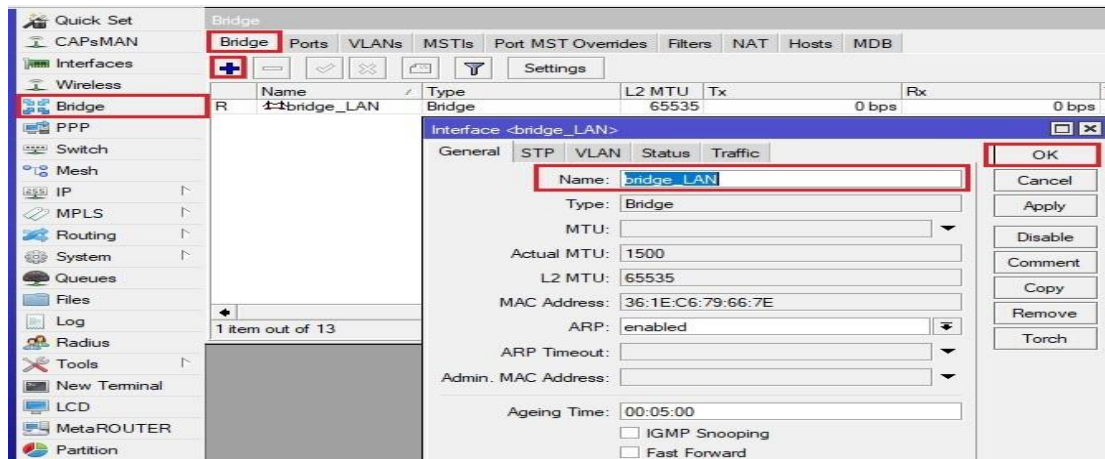 Quick Set
CAPsMAN
Interfaces
Wireless
Bridge
PPP
Switch
Mesh
IP
MPLS
Routing
System
Queues
Files
Log
Radius
Tools
New Terminal
LCD
MetaROUTER
Partition
Bridge
Bridge Ports VLANs MSTIs Port MST Overrides Filters NAT Hosts MDB
Settings
Name Type L2 MTU Tx Rx
R bridge_LAN Bridge 65535 0 bps 0 bps
1 item out of 13
Interface <bridge_LAN>
General STP VLAN Status Traffic
Name: bridge_LAN
Type: Bridge
MTU:
Actual MTU: 1500
L2 MTU: 65535
MAC Address: 36:1E:C6:79:66:7E
ARP: enabled
ARP Timeout:
Admin. MAC Address:
Ageing Time: 00:05:00
IGMP Snooping
Fast Forward
OK
Cancel
Apply
Disable
Comment
Copy
Remove
Torch